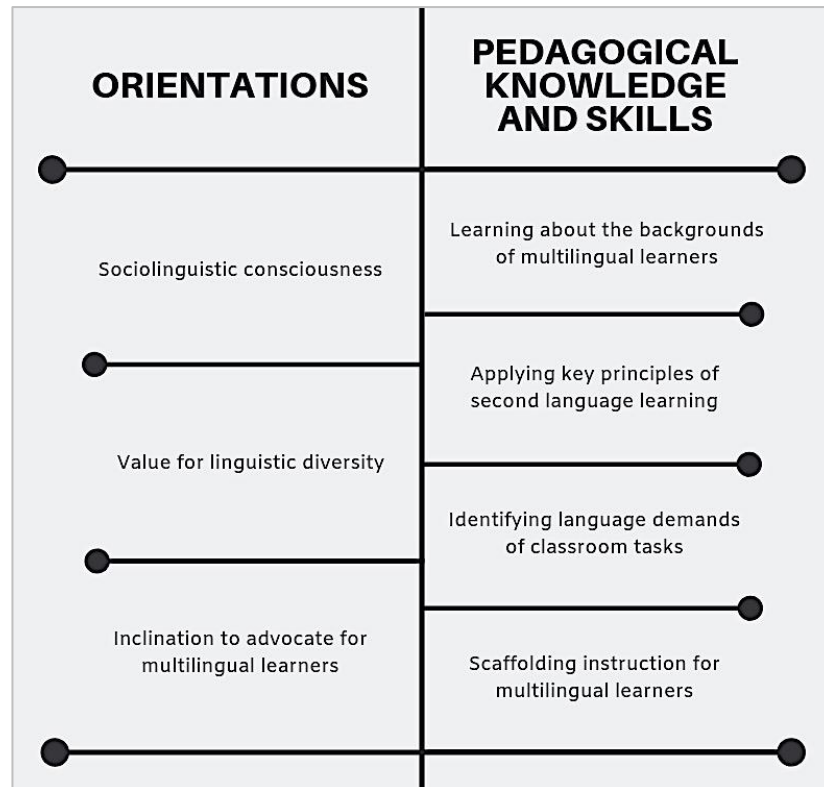 ORIENTATIONS
Sociolinguistic consciousness
Value for linguistic diversity
Inclination to advocate for
multilingual learners
PEDAGOGICAL
KNOWLEDGE
AND SKILLS
Learning about the backgrounds
of multilingual learners
Applying key principles of
second language learning
Identifying language demands
of classroom tasks
Scaffolding instruction for
multilingual learners